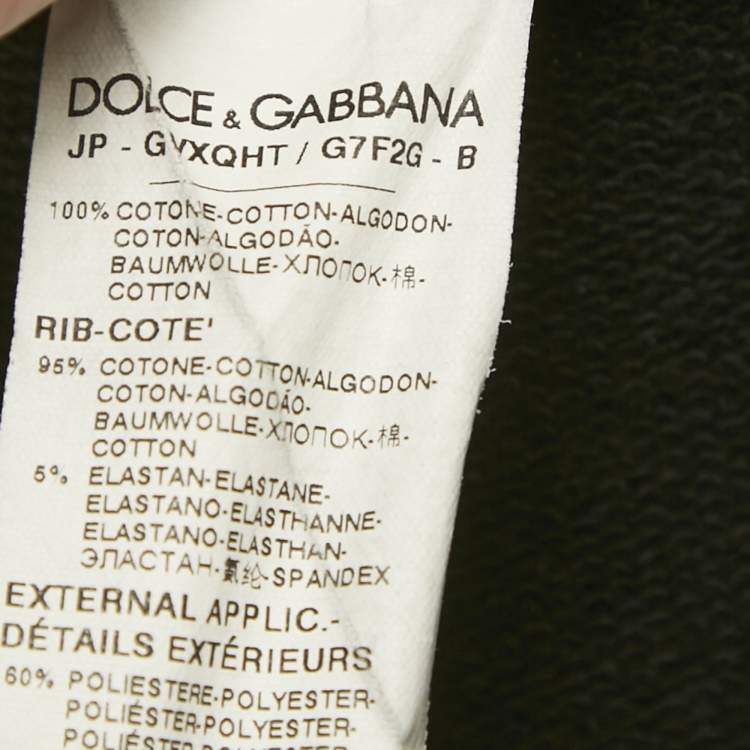 DOLCE & GABBANA
JP - GVXQHT / G7F2G - B
100% COTONE-COTTON-ALGODON-
COTON-ALGODÃO-
BAUMWOLLE-ХЛОПОК-棉-
COTTON
RIB-COTE'
95% COTONE-COTTON-ALGODON-
COTON-ALGODÃO-
BAUMWOLLE-ХЛОПОК-棉-
COTTON
5% ELASTAN-ELASTANE-
ELASTANO-ELASTHANNE-
ELASTANO-ELASTHAN-
ЭЛАСТАН-氨纶-SPANDEX
EXTERNAL APPLIC.-
DÉTAILS EXTÉRIEURS
60% POLIESTERE-POLYESTER-
POLIÉSTER-POLYESTER-
POLIÉSTER-POLYESTER-